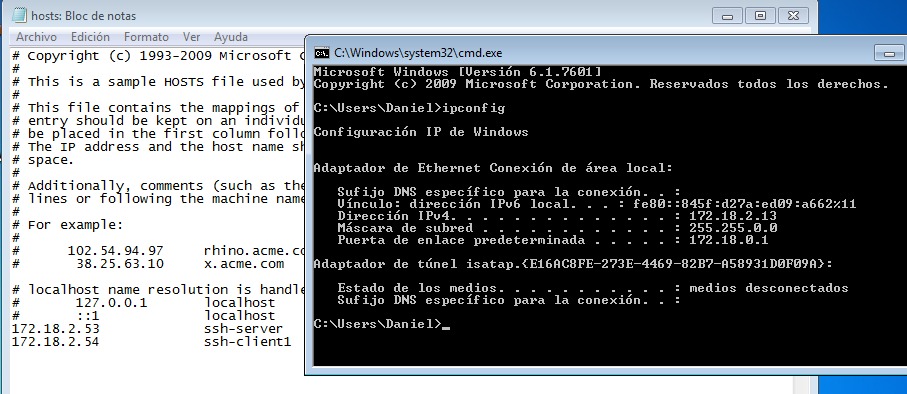 hosts: Bloc de notas
Archivo Edición Formato Ver Ayuda
# Copyright (c) 1993-2009 Microsoft
#
# This is a sample HOSTS file used by
#
# This file contains the mappings of
# entry should be kept on an
# be placed in the first column
# The IP address and the host name
# space.
#
# Additionally, comments (such as
# lines or following the machine
#
# For example:
#
# 102.54.94.97 rhino.acme.
# 38.25.63.10 x.acme.com
# localhost name resolution is
# 127.0.0.1 localhost
# ::1 localhost
172.18.2.53 ssh-server
172.18.2.54 ssh-client1
C:\Windows\system32\cmd.exe
Microsoft Windows [Versión 6.1.7601]
Copyright (c) 2009 Microsoft Corporation. Reservados todos los derechos.
C:\Users\Daniel>ipconfig
Configuración IP de Windows
Adaptador de Ethernet Conexión de área local:
Sufijo DNS específico para la conexión. . :
Vínculo: dirección IPv6 local. . . : fe80::845f:d27a:ed09:a662%11
Dirección IPv4. . . . . . . . . . . . . . : 172.18.2.13
Máscara de subred . . . . . . . . . . . . : 255.255.0.0
Puerta de enlace predeterminada . . . . . : 172.18.0.1
Adaptador de túnel isatap.{E16AC8FE-273E-4469-82B7-A58931D0F09A}:
Estado de los medios. . . . . . . . . . . : medios desconectados
Sufijo DNS específico para la conexión. . :
C:\Users\Daniel>_